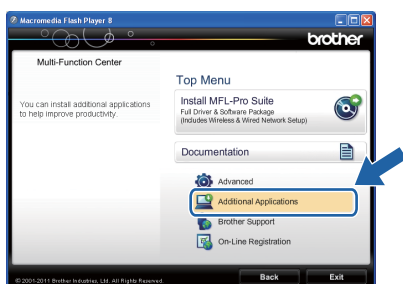 Macromedia Flash Player 8
brother
Multi-Function Center
You can install additional applications
to help improve productivity.
Top Menu
Install MFL-Pro Suite
Full Driver & Software Package
(Includes Wireless & Wired Network Setup)
Documentation
Advanced
Additional Applications
Brother Support
On-Line Registration
© 2001-2011 Brother Industries, Ltd. All Rights Reserved.
Back
Exit